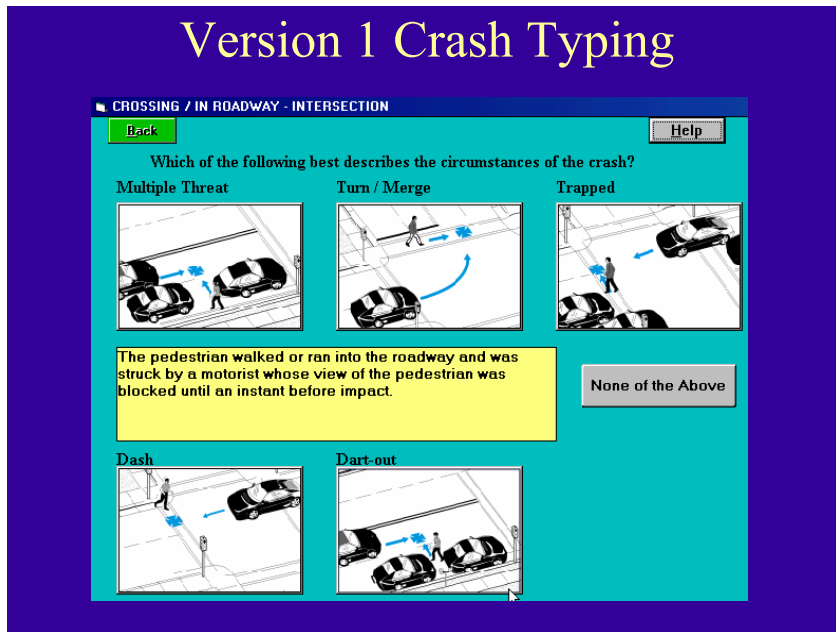 Version 1 Crash Typing
CROSSING / IN ROADWAY - INTERSECTION
Back
Help
Which of the following best describes the circumstances of the crash?
Multiple Threat
Turn / Merge
Trapped
The pedestrian walked or ran into the roadway and was
struck by a motorist whose view of the pedestrian was
blocked until an instant before impact.
None of the Above
Dash
Dart-out